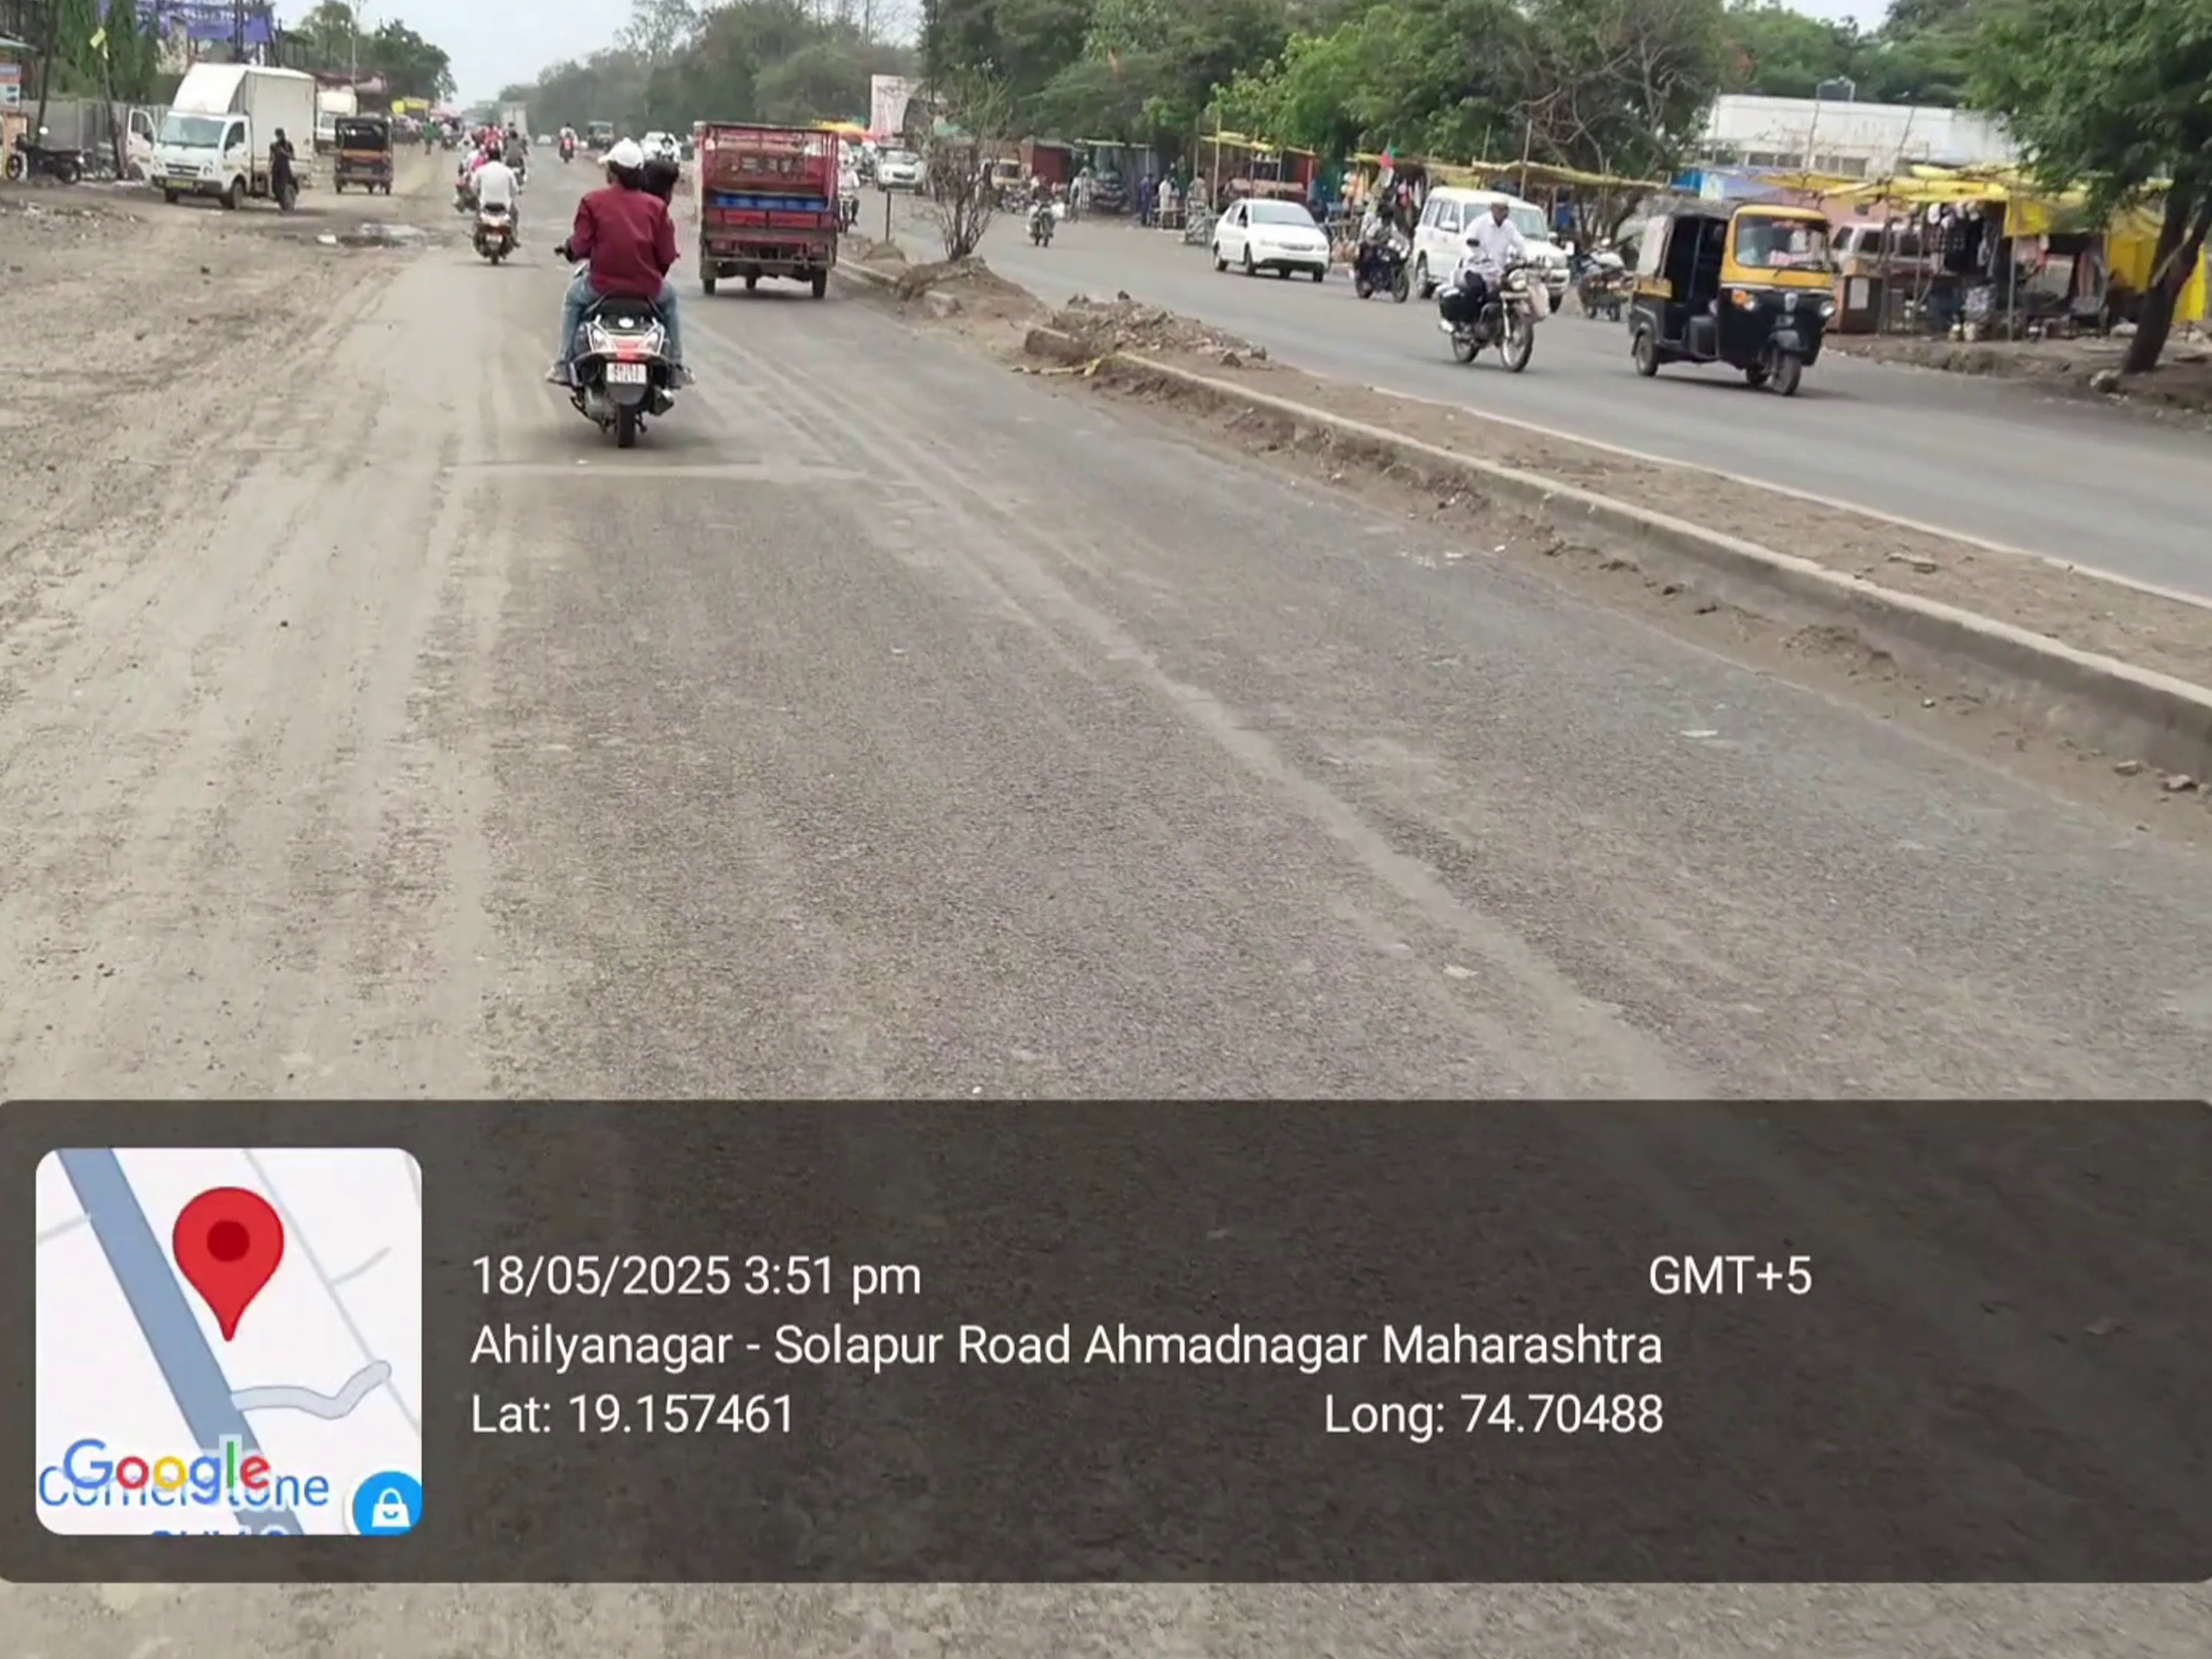 18/05/2025 3:51 pm GMT+5
Ahilyanagar - Solapur Road Ahmadnagar Maharashtra
Lat: 19.157461 Long: 74.70488
Google